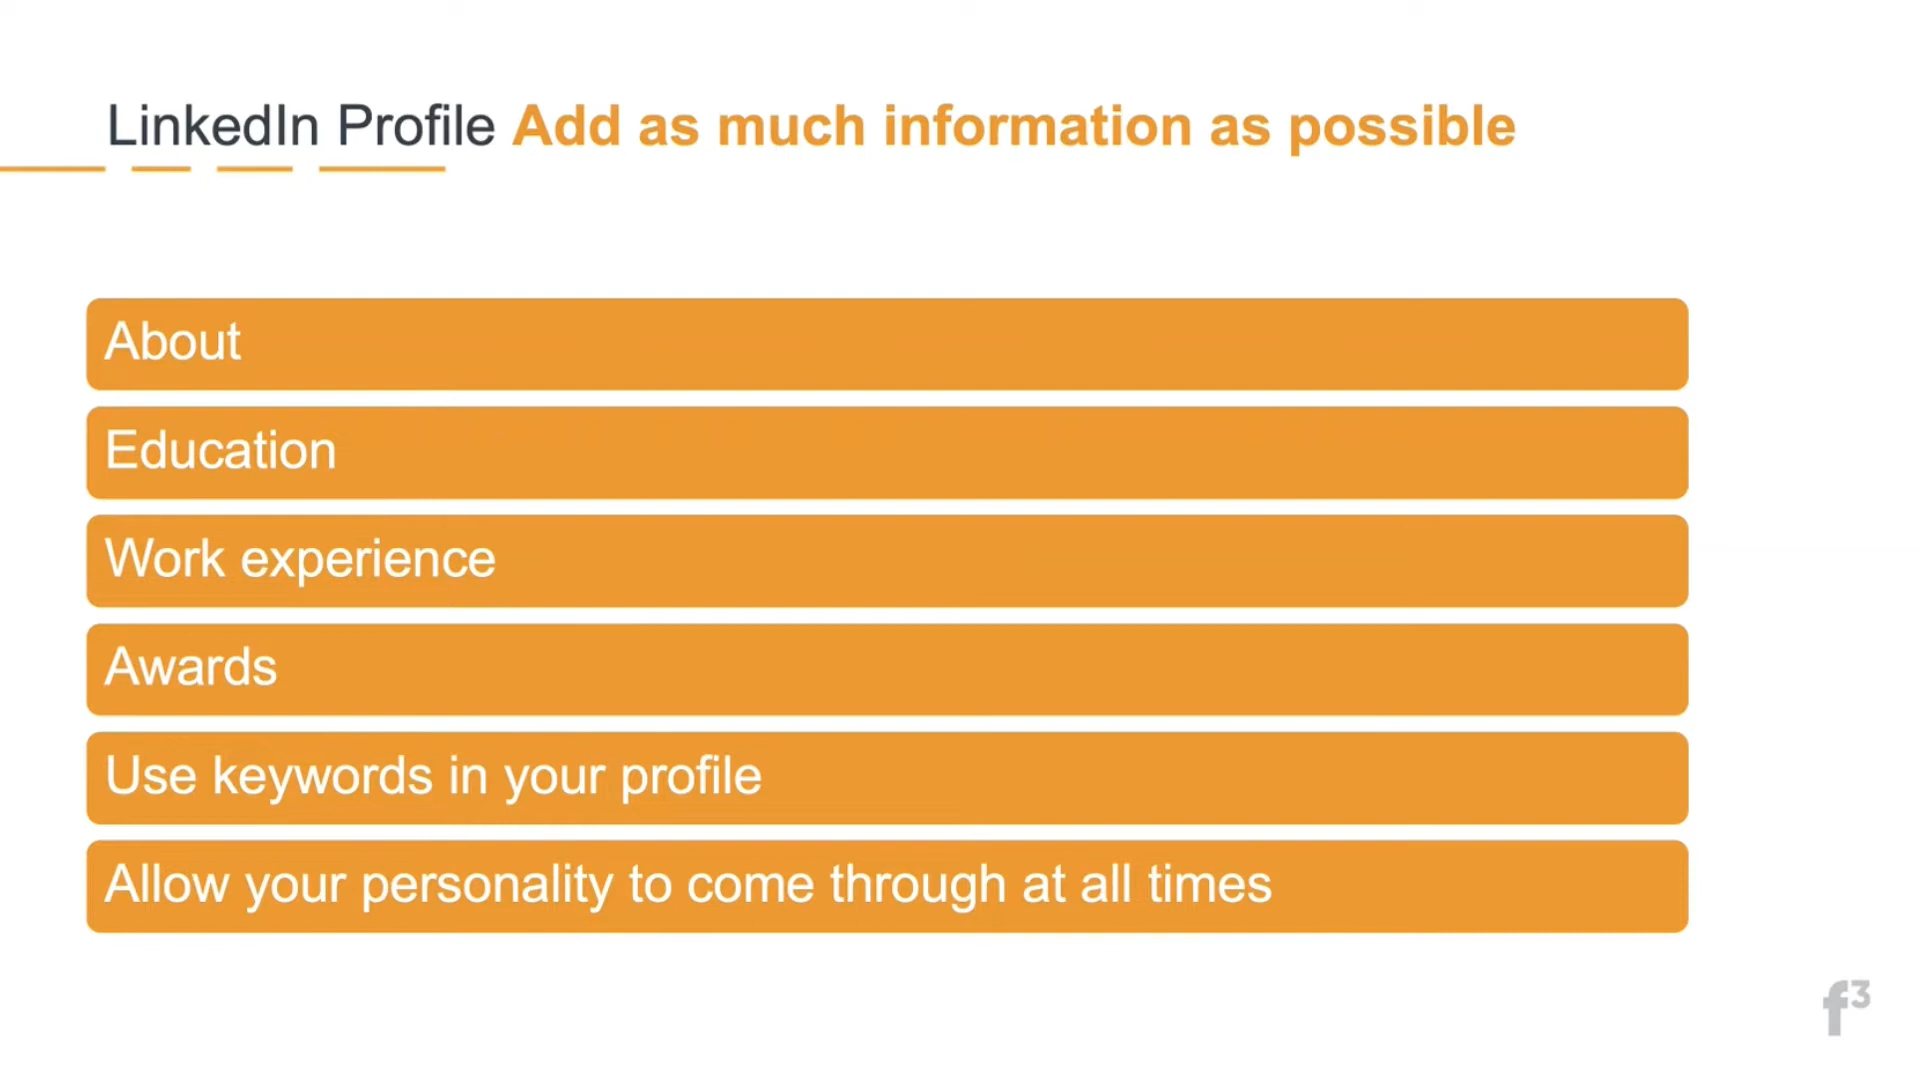 LinkedIn Profile Add as much information as possible
About
Education
Work experience
Awards
Use keywords in your profile
Allow your personality to come through at all times
f³